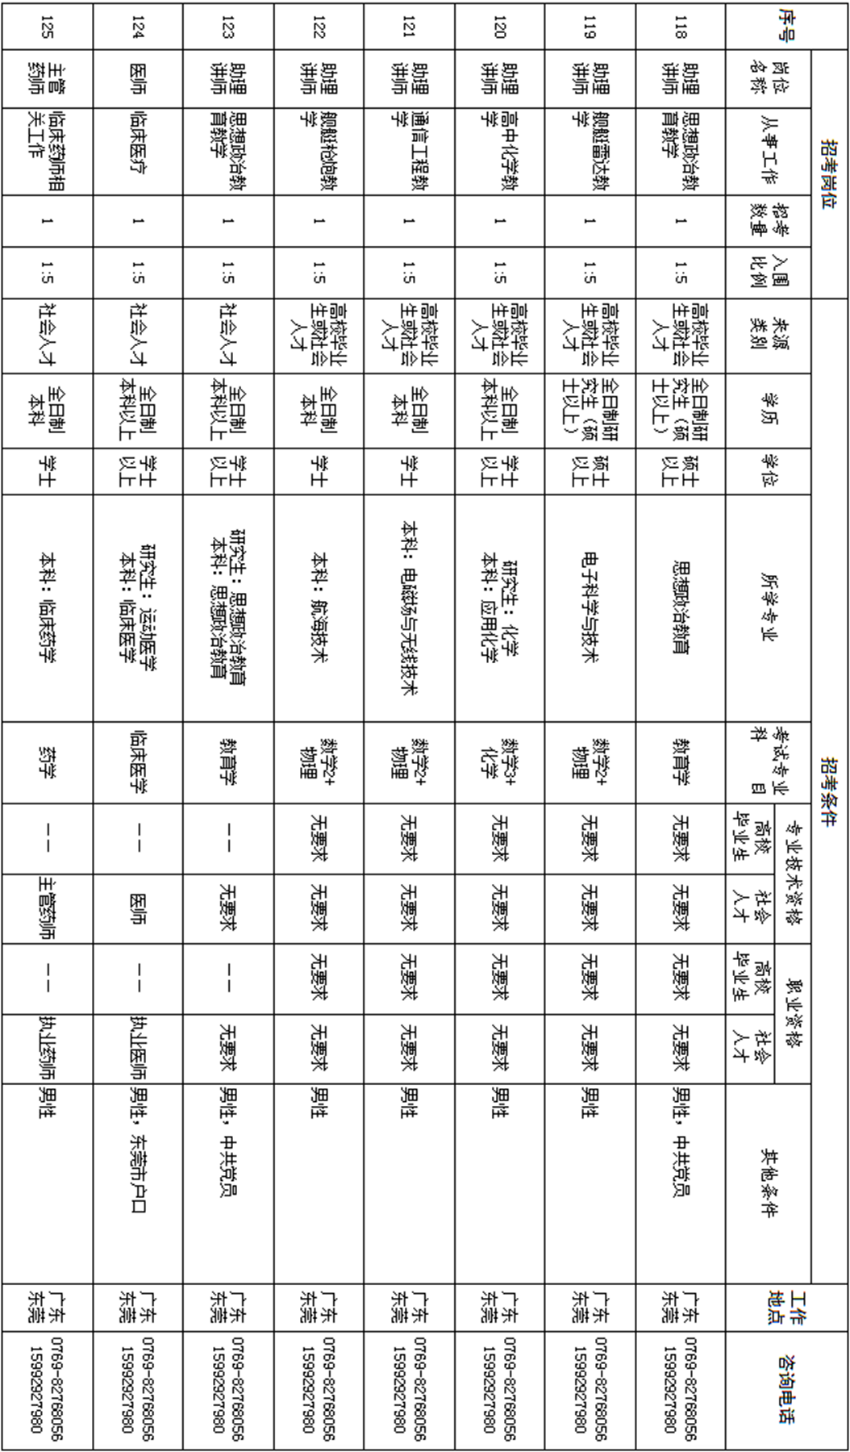 序号
招考岗位
招考条件
工作
地点
咨询电话
岗位
名称
从事工作
招考
数量
入围
比例
来源
类别
学历
学位
所学专业
考试专业
科 目
专业技术资格
职业资格
其他条件
高校
毕业生
社会
人才
高校
毕业生
社会
人才
118
助理
讲师
思想政治教
育教学
1
1:5
高校毕业
生或社会
人才
全日制研
究生（硕
士以上）
硕士
以上
思想政治教育
教育学
无要求
无要求
无要求
无要求
男性，中共党员
广东
东莞
0769-82768056
15992927980
119
助理
讲师
舰艇雷达教
学
1
1:5
高校毕业
生或社会
人才
全日制研
究生（硕
士以上）
硕士
以上
电子科学与技术
数学2+
物理
无要求
无要求
无要求
无要求
男性
广东
东莞
0769-82768056
15992927980
120
助理
讲师
高中化学教
学
1
1:5
高校毕业
生或社会
人才
全日制
本科以上
学士
以上
研究生：化学
本科：应用化学
数学3+
化学
无要求
无要求
无要求
无要求
男性
广东
东莞
0769-82768056
15992927980
121
助理
讲师
通信工程教
学
1
1:5
高校毕业
生或社会
人才
全日制
本科
学士
本科：电磁场与无线技术
数学2+
物理
无要求
无要求
无要求
无要求
男性
广东
东莞
0769-82768056
15992927980
122
助理
讲师
舰艇枪炮教
学
1
1:5
高校毕业
生或社会
人才
全日制
本科
学士
本科：航海技术
数学2+
物理
无要求
无要求
无要求
无要求
男性
广东
东莞
0769-82768056
15992927980
123
助理
讲师
思想政治教
育教学
1
1:5
社会人才
全日制
本科以上
学士
以上
研究生：思想政治教育
本科：思想政治教育
教育学
——
无要求
——
无要求
男性，中共党员
广东
东莞
0769-82768056
15992927980
124
医师
临床医疗
1
1:5
社会人才
全日制
本科以上
学士
以上
研究生：运动医学
本科：临床医学
临床医学
——
医师
——
执业医师
男性，东莞市户口
广东
东莞
0769-82768056
15992927980
125
主管
药师
临床药师相
关工作
1
1:5
社会人才
全日制
本科
学士
本科：临床药学
药学
——
主管药师
——
执业药师
男性
广东
东莞
0769-82768056
15992927980